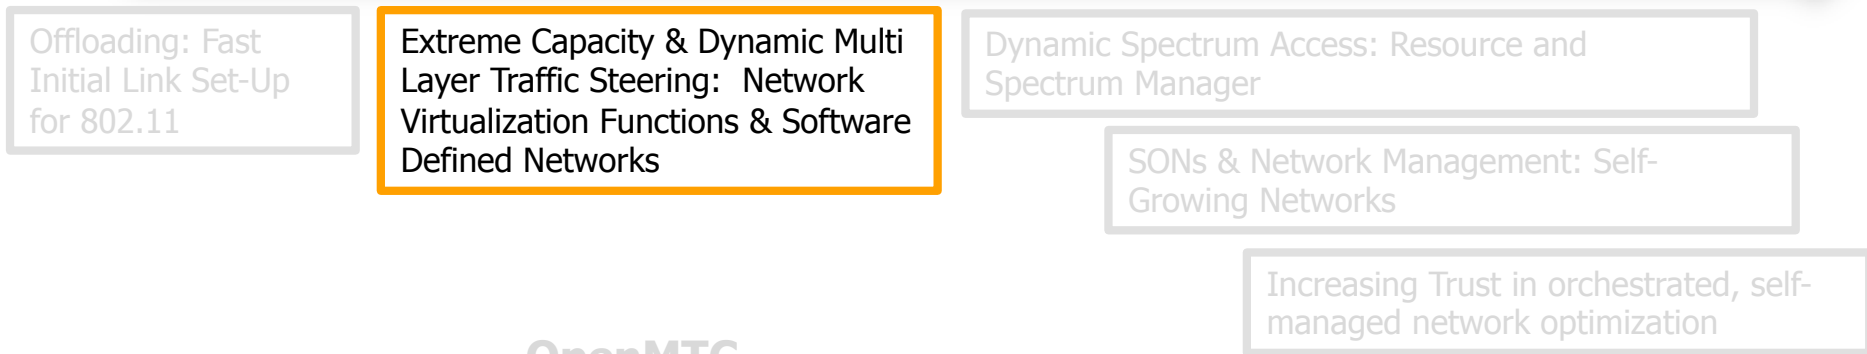 Offloading: Fast
Initial Link Set-Up
for 802.11
Extreme Capacity & Dynamic Multi
Layer Traffic Steering: Network
Virtualization Functions & Software
Defined Networks
Dynamic Spectrum Access: Resource and
Spectrum Manager
SONs & Network Management: Self-
Growing Networks
Increasing Trust in orchestrated, self-
managed network optimization
OpenMTC